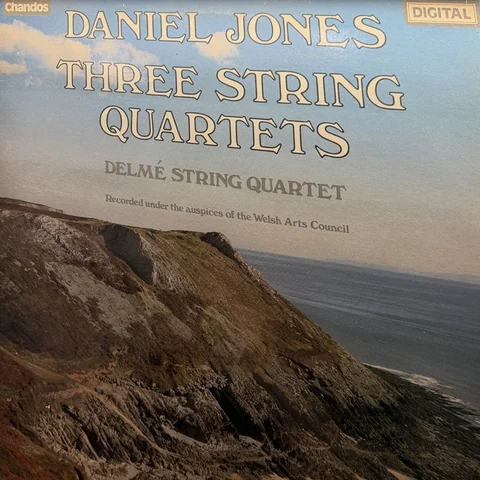 Chandos
DIGITAL
DANIEL JONES
THREE STRING
QUARTETS
DELMÉ STRING QUARTET
Recorded under the auspices of the Welsh Arts Council